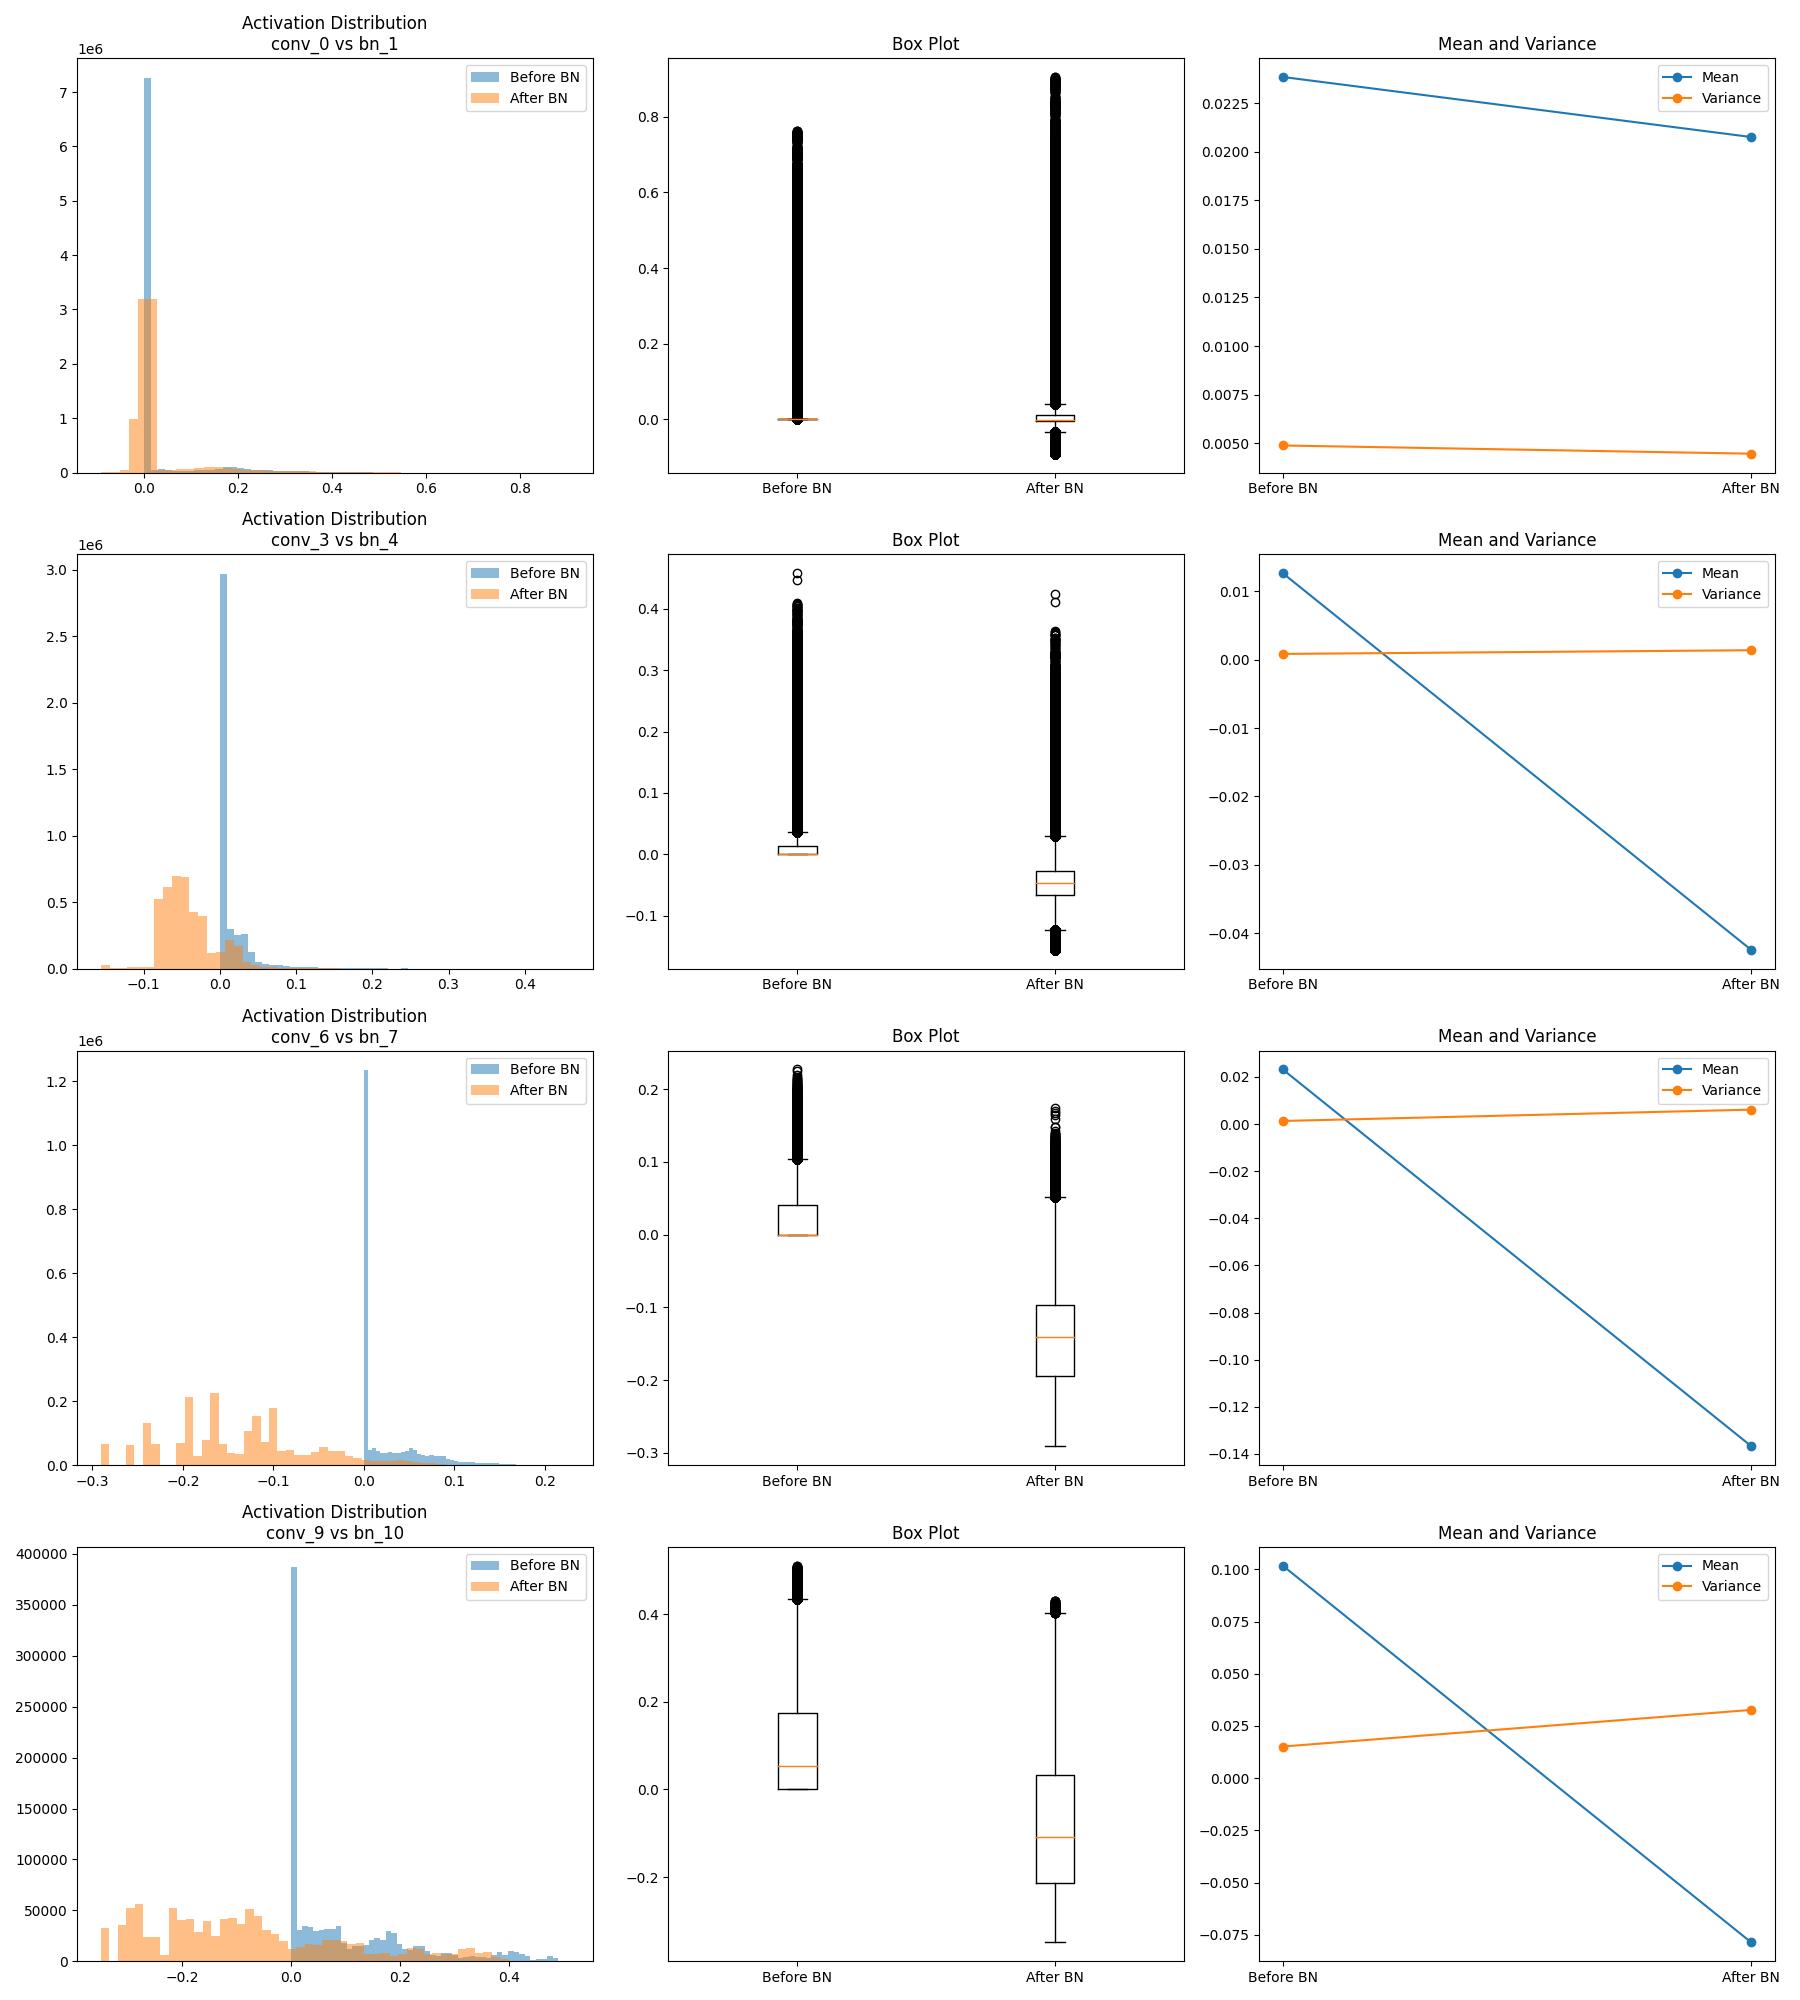 Activation Distribution
conv_0 vs bn_1
1e6
Before BN
After BN
7
6
5
4
3
2
1
0
0.0 0.2 0.4 0.6 0.8
Box Plot
0.8
0.6
0.4
0.2
0.0
Before BN After BN
Mean and Variance
Mean
Variance
0.0225
0.0200
0.0175
0.0150
0.0125
0.0100
0.0075
0.0050
Before BN After BN
Activation Distribution
conv_3 vs bn_4
1e6
Before BN
After BN
3.0
2.5
2.0
1.5
1.0
0.5
0.0
−0.1 0.0 0.1 0.2 0.3 0.4
Box Plot
0.4
0.3
0.2
0.1
0.0
−0.1
Before BN After BN
Mean and Variance
Mean
Variance
0.01
0.00
−0.01
−0.02
−0.03
−0.04
Before BN After BN
Activation Distribution
conv_6 vs bn_7
1e6
Before BN
After BN
1.2
1.0
0.8
0.6
0.4
0.2
0.0
−0.3 −0.2 −0.1 0.0 0.1 0.2
Box Plot
0.2
0.1
0.0
−0.1
−0.2
−0.3
Before BN After BN
Mean and Variance
Mean
Variance
0.02
0.00
−0.02
−0.04
−0.06
−0.08
−0.10
−0.12
−0.14
Before BN After BN
Activation Distribution
conv_9 vs bn_10
Before BN
After BN
400000
350000
300000
250000
200000
150000
100000
50000
0
−0.2 0.0 0.2 0.4
Box Plot
0.4
0.2
0.0
−0.2
Before BN After BN
Mean and Variance
Mean
Variance
0.100
0.075
0.050
0.025
0.000
−0.025
−0.050
−0.075
Before BN After BN